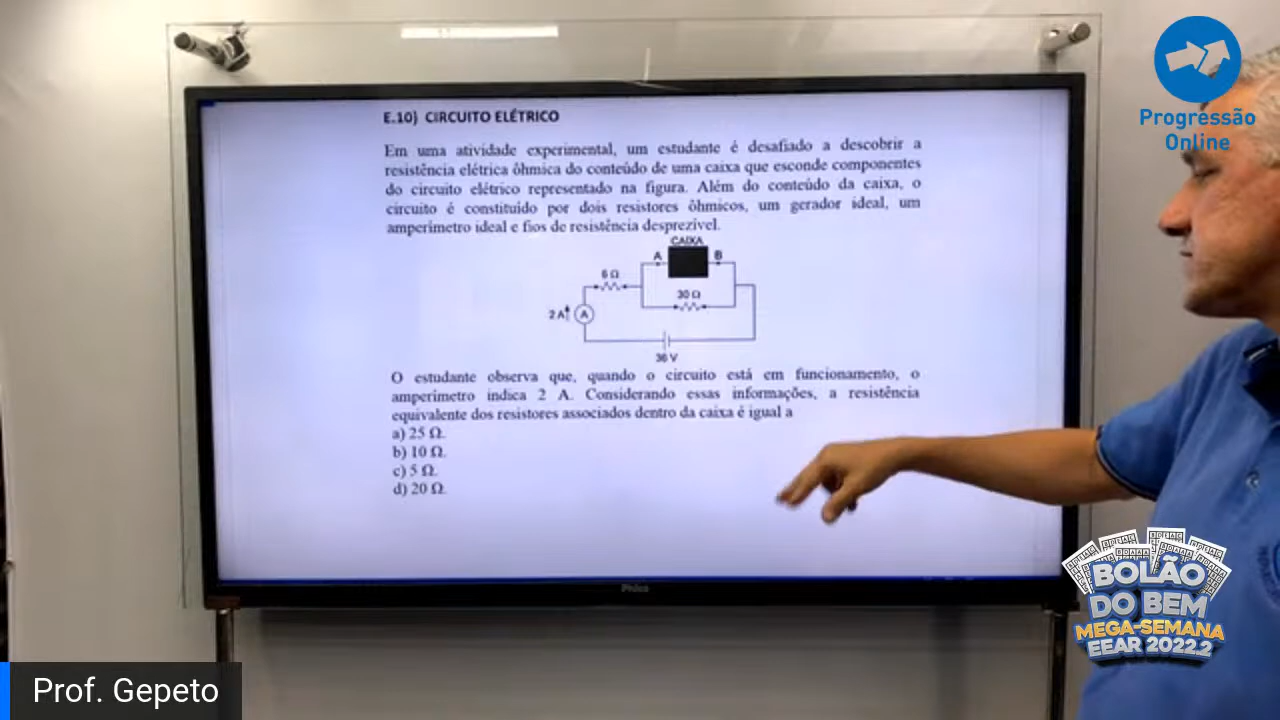 Progressão
Online
E.10) CIRCUITO ELÉTRICO
Em uma atividade experimental, um estudante é desafiado a descobrir a
resistência elétrica ôhmica do conteúdo de uma caixa que esconde componentes
do circuito elétrico representado na figura. Além do conteúdo da caixa, o
circuito é constituído por dois resistores ôhmicos, um gerador ideal, um
amperímetro ideal e fios de resistência desprezível.
CAIXA
A
B
6 Ω
30 Ω
2 A
A
36 V
O estudante observa que, quando o circuito está em funcionamento, o
amperímetro indica 2 A. Considerando essas informações, a resistência
equivalente dos resistores associados dentro da caixa é igual a
a) 25 Ω.
b) 10 Ω.
c) 5 Ω.
d) 20 Ω.
Philco
BOLÃO
DO BEM
MEGA-SEMANA
EEAR 2022.2
Prof. Gepeto